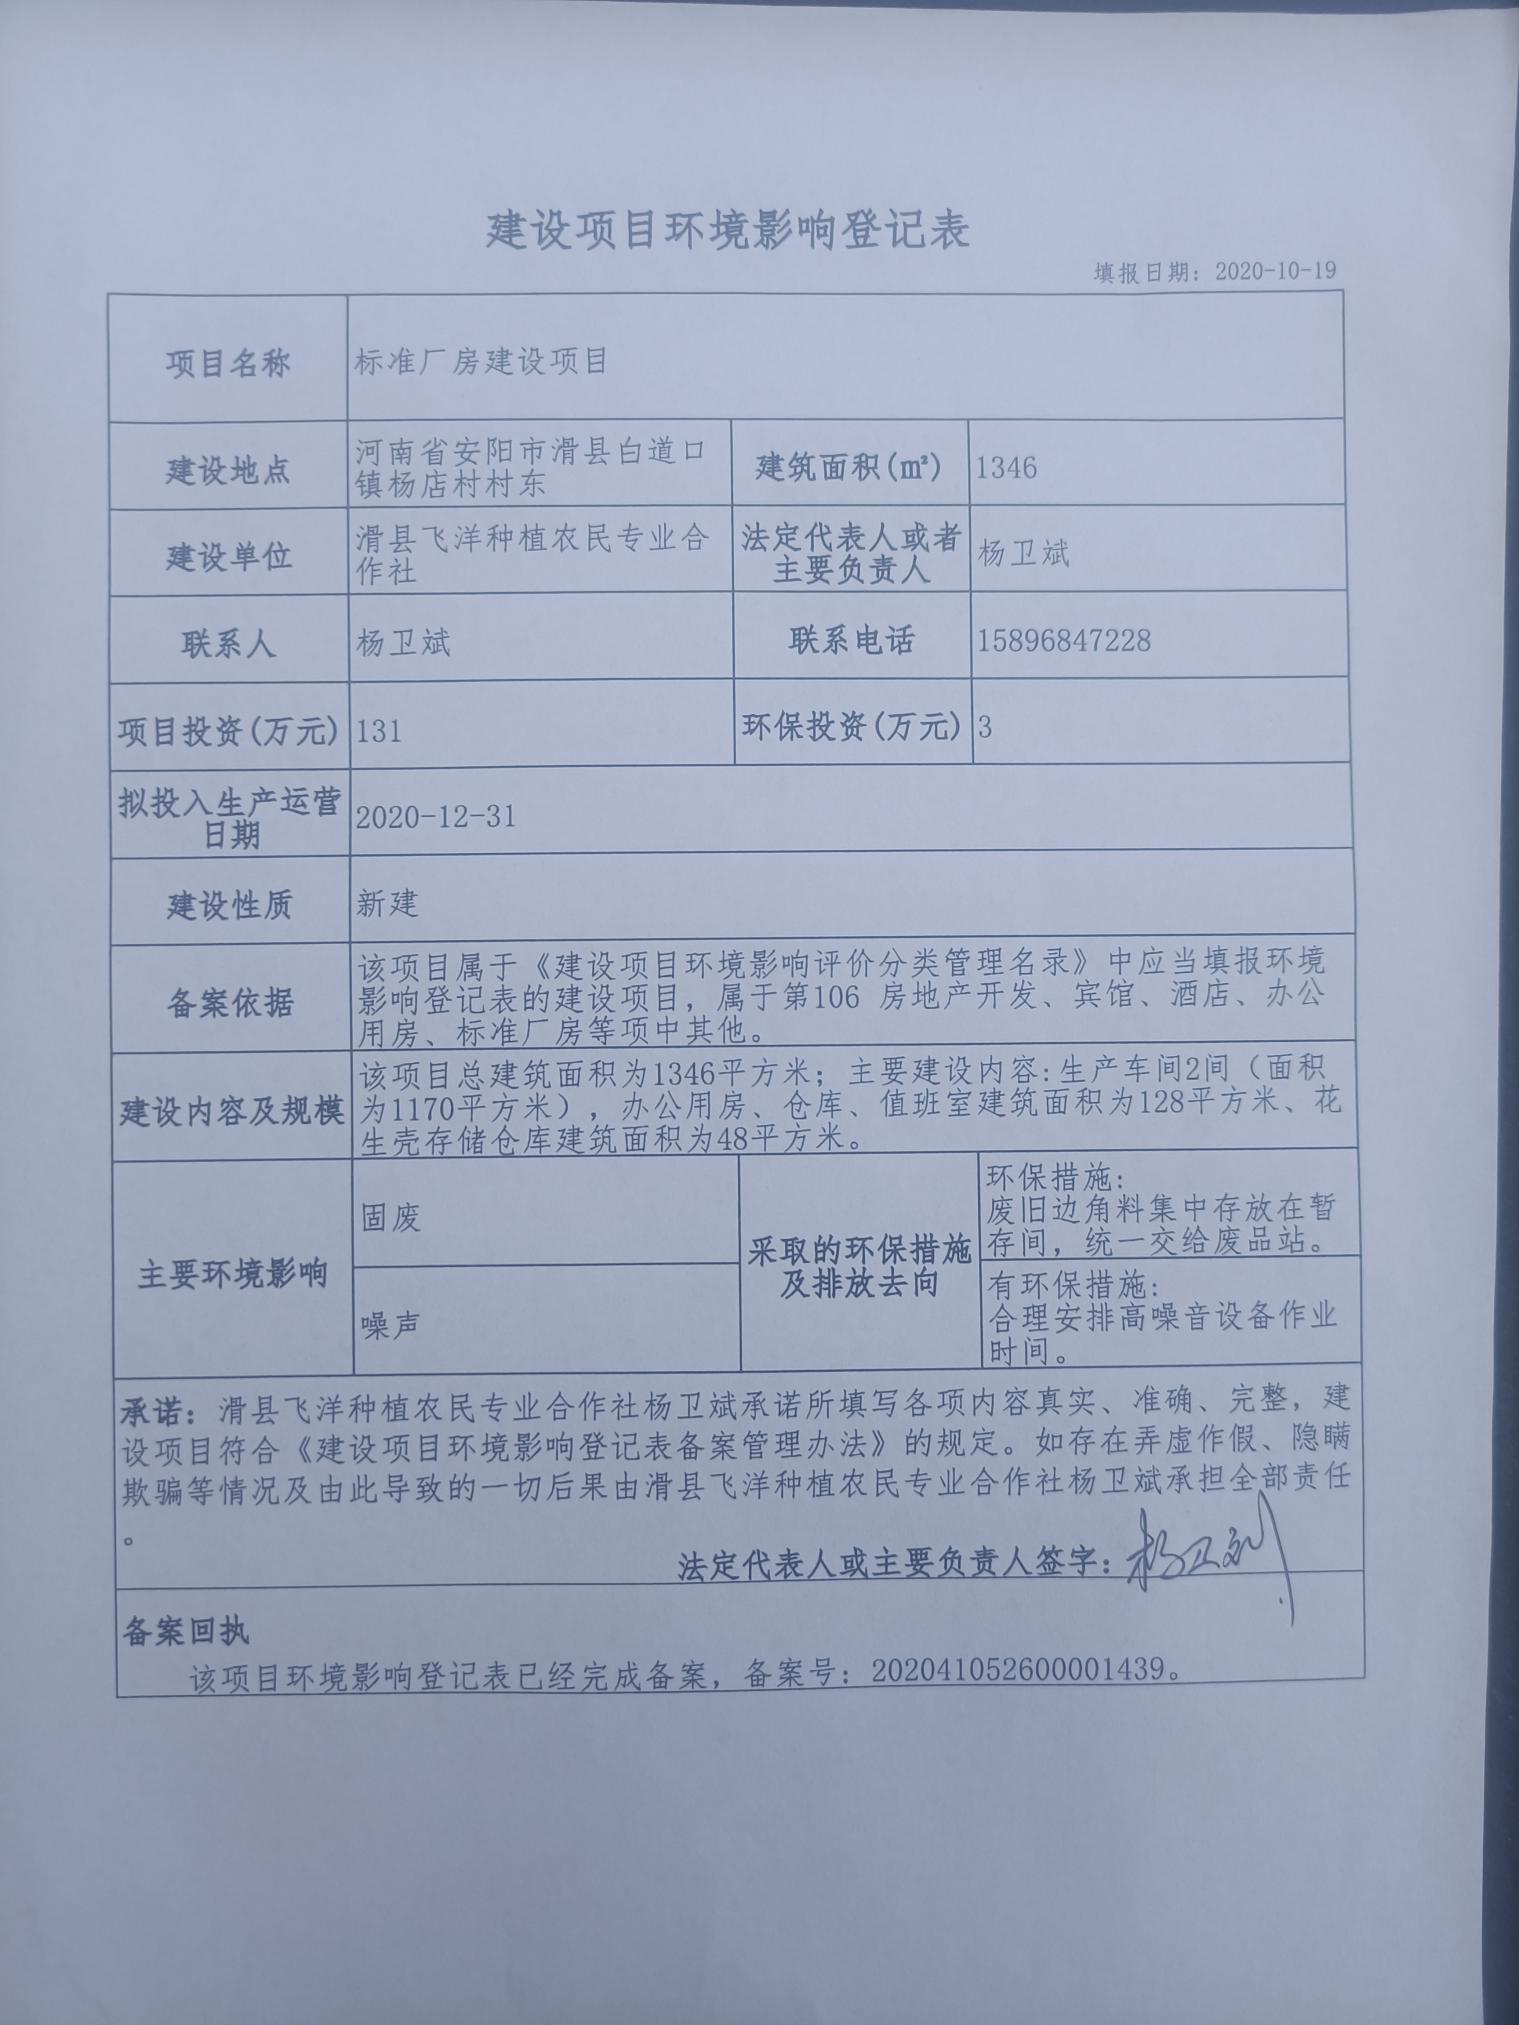 建设项目环境影响登记表
填报日期：2020-10-19
项目名称
标准厂房建设项目
建设地点
河南省安阳市滑县白道口
镇杨店村村东
建筑面积(㎡)
1346
建设单位
滑县飞洋种植农民专业合
作社
法定代表人或者
主要负责人
杨卫斌
联系人
杨卫斌
联系电话
15896847228
项目投资(万元)
131
环保投资(万元)
3
拟投入生产运营
日期
2020-12-31
建设性质
新建
备案依据
该项目属于《建设项目环境影响评价分类管理名录》中应当填报环境
影响登记表的建设项目，属于第106 房地产开发、宾馆、酒店、办公
用房、标准厂房等项中其他。
建设内容及规模
该项目总建筑面积为1346平方米；主要建设内容:生产车间2间（面积
为1170平方米），办公用房、仓库、值班室建筑面积为128平方米、花
生壳存储仓库建筑面积为48平方米。
主要环境影响
固废
噪声
采取的环保措施
及排放去向
环保措施:
废旧边角料集中存放在暂
存间，统一交给废品站。
有环保措施:
合理安排高噪音设备作业
时间。
承诺：滑县飞洋种植农民专业合作社杨卫斌承诺所填写各项内容真实、准确、完整，建
设项目符合《建设项目环境影响登记表备案管理办法》的规定。如存在弄虚作假、隐瞒
欺骗等情况及由此导致的一切后果由滑县飞洋种植农民专业合作社杨卫斌承担全部责任
。
法定代表人或主要负责人签字：杨卫斌
备案回执
该项目环境影响登记表已经完成备案，备案号：202041052600001439。